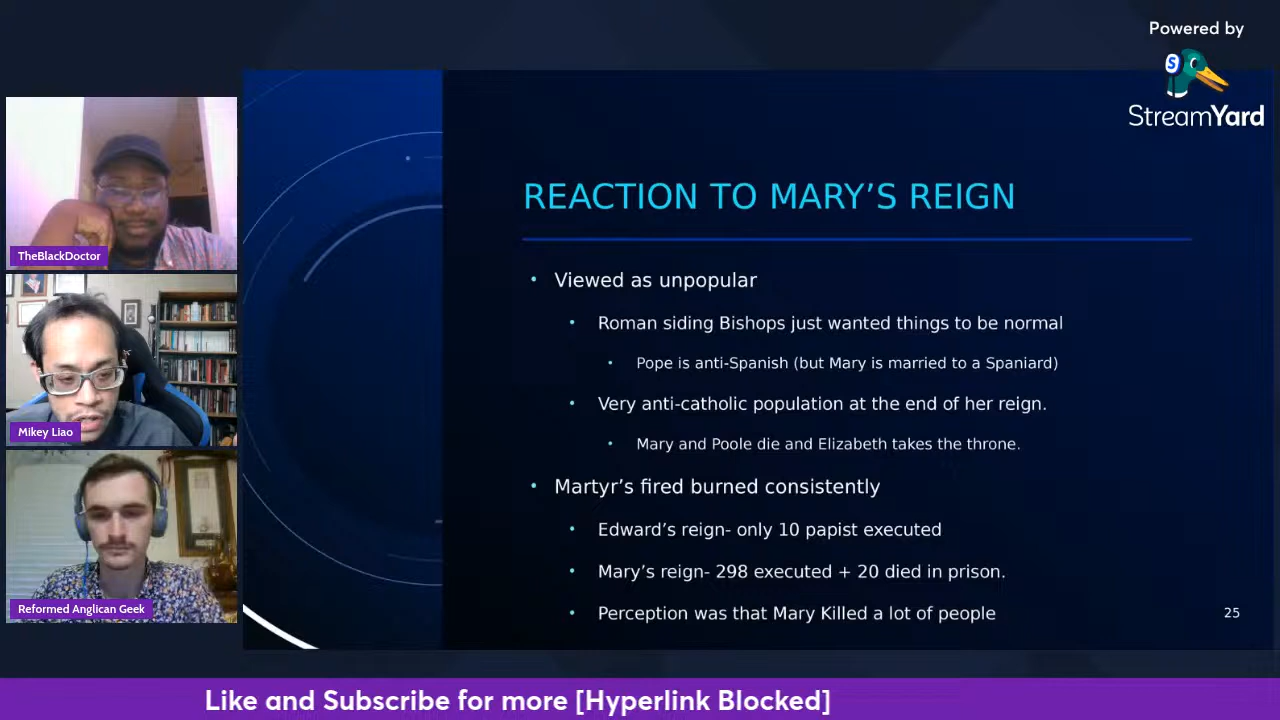 Powered by
StreamYard
TheBlackDoctor
Mikey Liao
Reformed Anglican Geek
REACTION TO MARY’S REIGN
• Viewed as unpopular
• Roman siding Bishops just wanted things to be normal
• Pope is anti-Spanish (but Mary is married to a Spaniard)
• Very anti-catholic population at the end of her reign.
• Mary and Poole die and Elizabeth takes the throne.
• Martyr’s fired burned consistently
• Edward’s reign- only 10 papist executed
• Mary’s reign- 298 executed + 20 died in prison.
• Perception was that Mary Killed a lot of people
25
Like and Subscribe for more [Hyperlink Blocked]